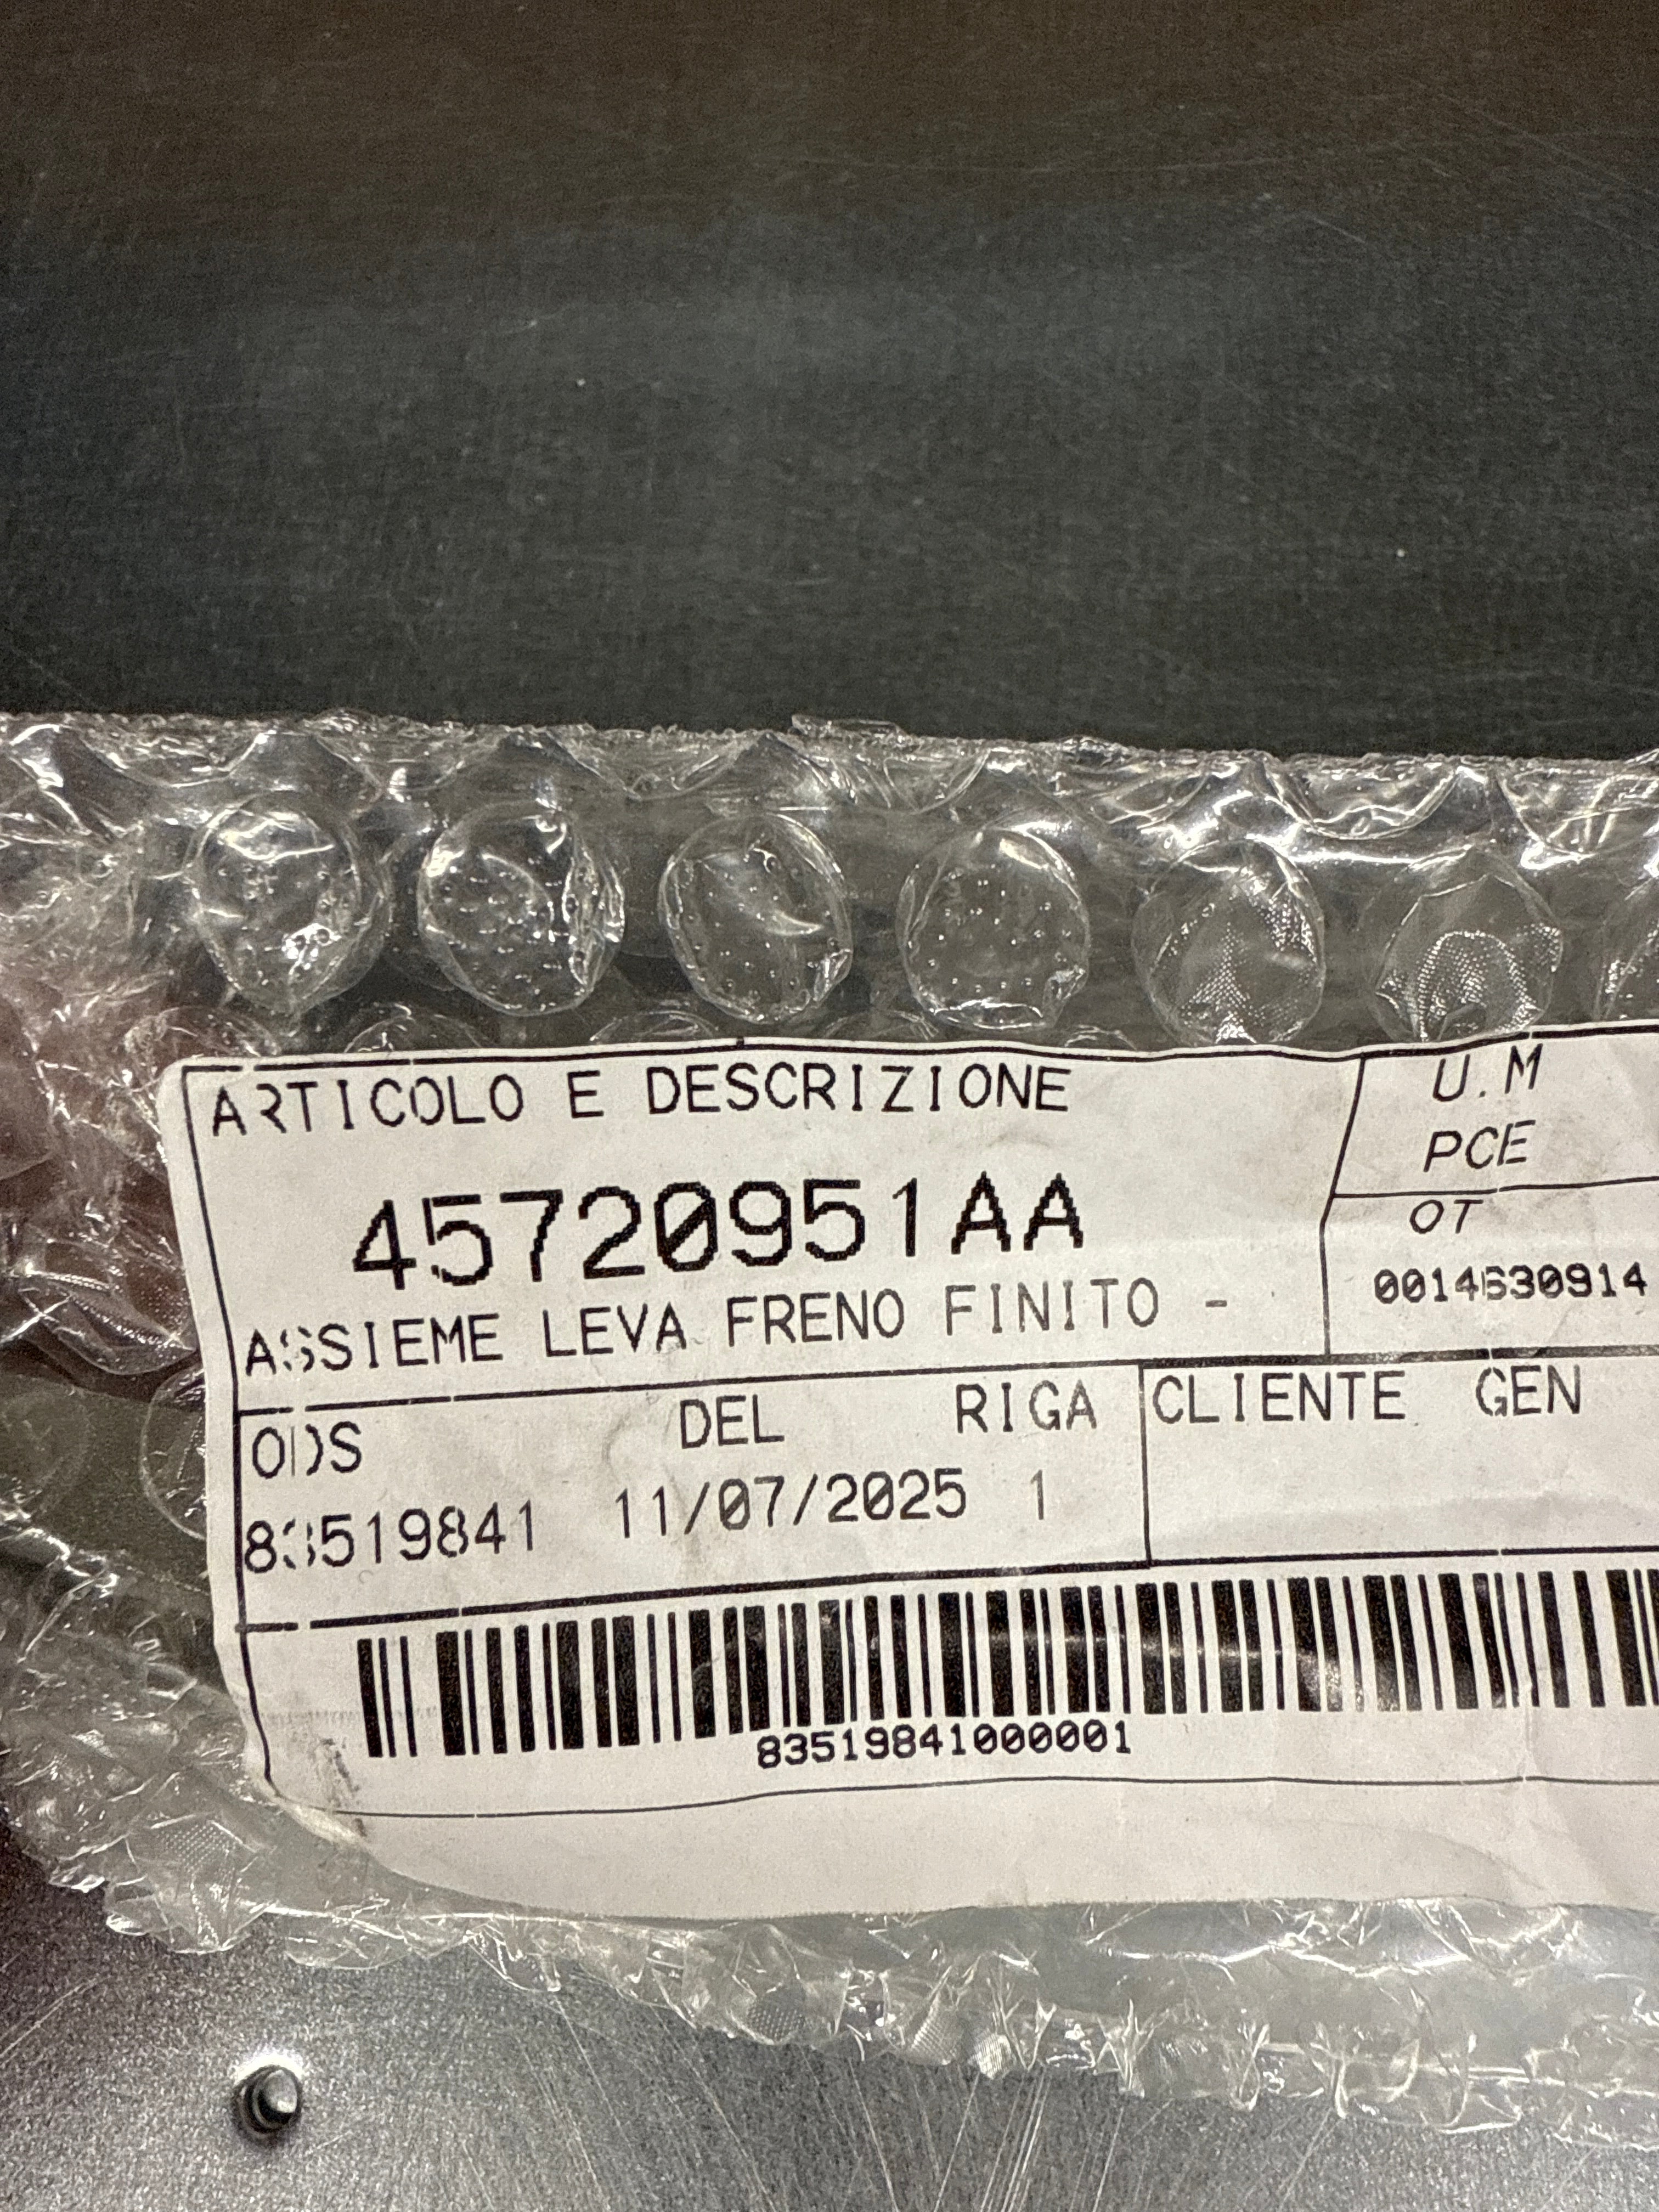 ARTICOLO E DESCRIZIONE
U.M
PCE
45720951AA
OT
0014630914
ASSIEME LEVA FRENO FINITO -
ODS DEL RIGA
CLIENTE GEN
83519841 11/07/2025 1
83519841000001